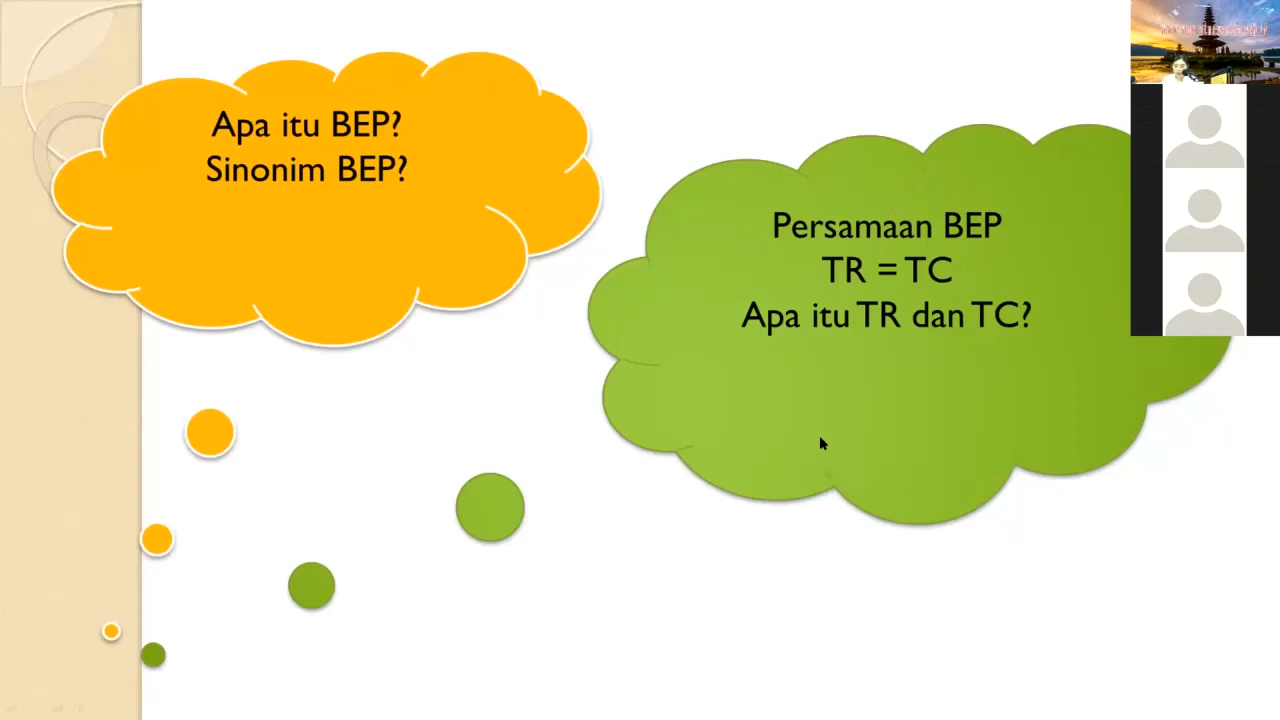 Apa itu BEP?
Sinonim BEP?
Persamaan BEP
TR = TC
Apa itu TR dan TC?